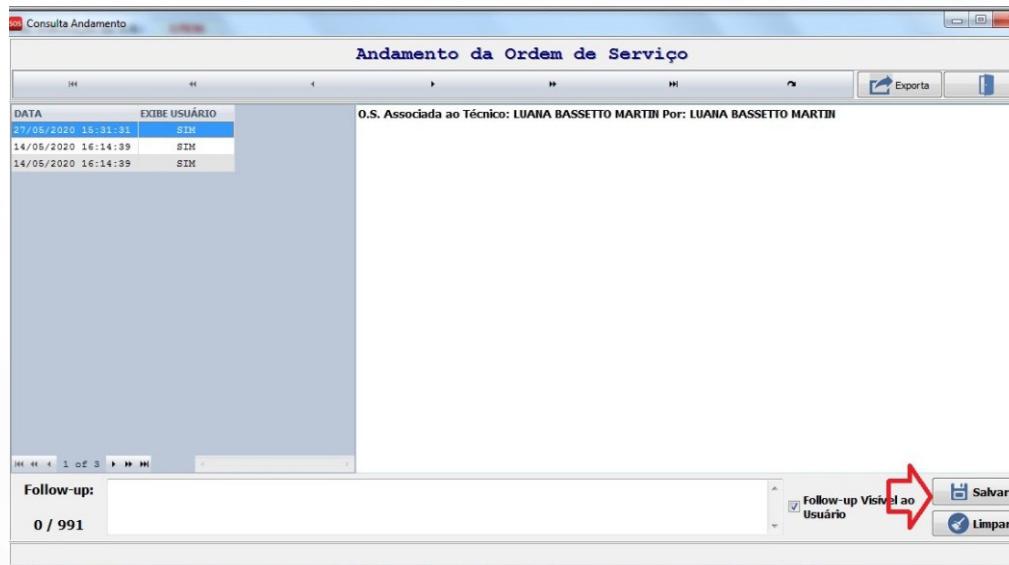 SOS Consulta Andamento
Andamento da Ordem de Serviço
Exporta
DATA EXIBE USUÁRIO
27/05/2020 15:31:31 SIM
14/05/2020 16:14:39 SIM
14/05/2020 16:14:39 SIM
O.S. Associada ao Técnico: LUANA BASSETTO MARTIN Por: LUANA BASSETTO MARTIN
1 of 3
Follow-up:
0 / 991
Follow-up Visível ao
Usuário
Salvar
Limpar